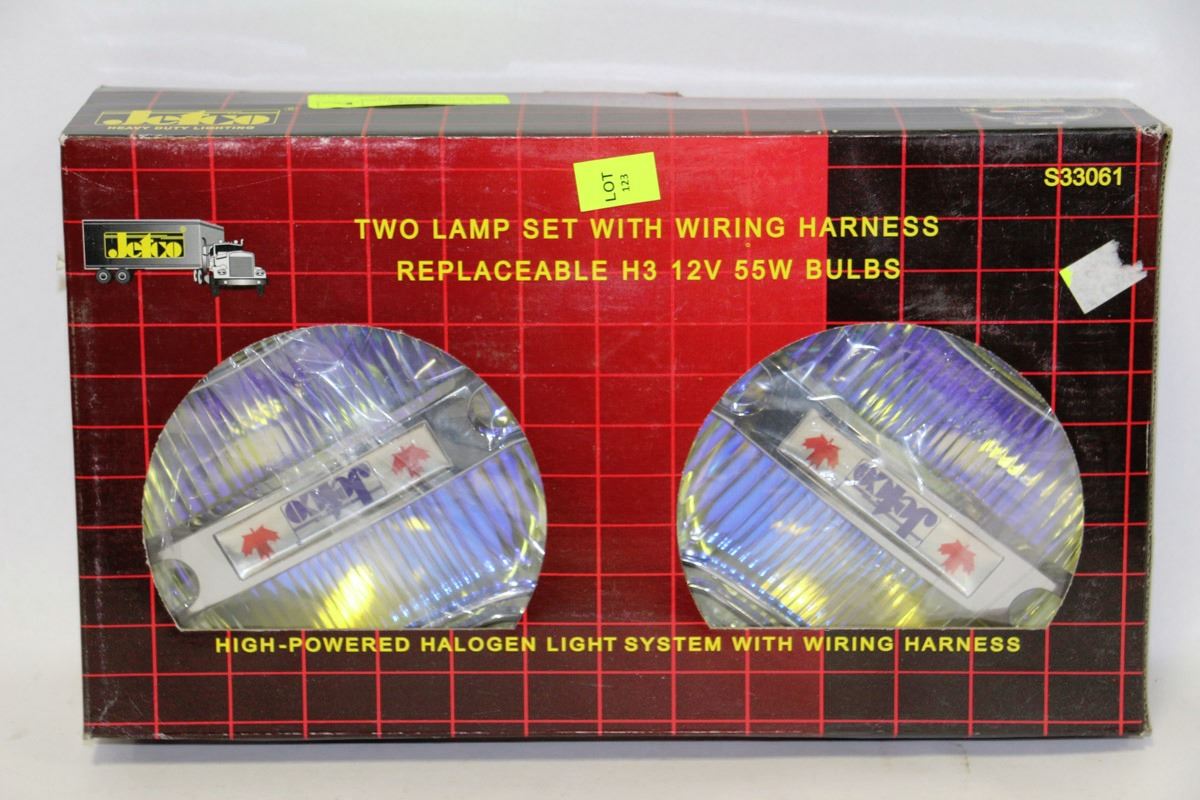 Jetco
HEAVY DUTY LIGHTING
LOT
123
S33061
Jetco
TWO LAMP SET WITH WIRING HARNESS
REPLACEABLE H3 12V 55W BULBS
Jetco
Jetco
HIGH-POWERED HALOGEN LIGHT SYSTEM WITH WIRING HARNESS